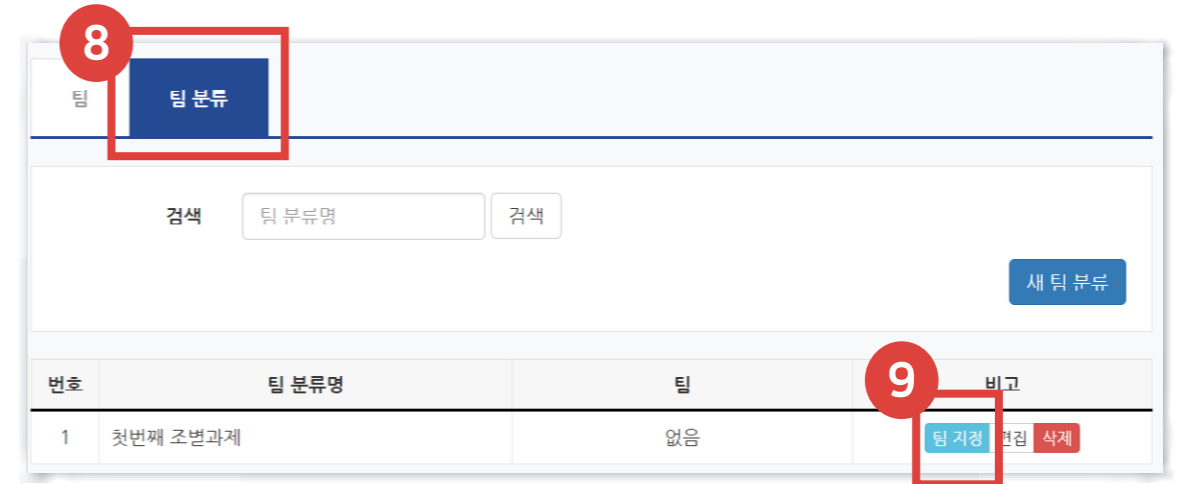 8
팀 팀 분류
검색 팀 분류명 검색
새 팀 분류
9
번호 팀 분류명 팀 비고
1 첫번째 조별과제 없음 팀 지정 편집 삭제